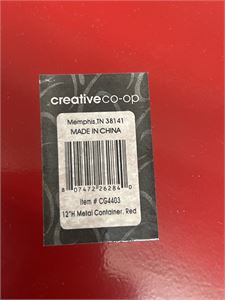 creativeco-op
Memphis, TN 38141
MADE IN CHINA
8 07472 26284 0
Item # CG4403
12"H Metal Container, Red